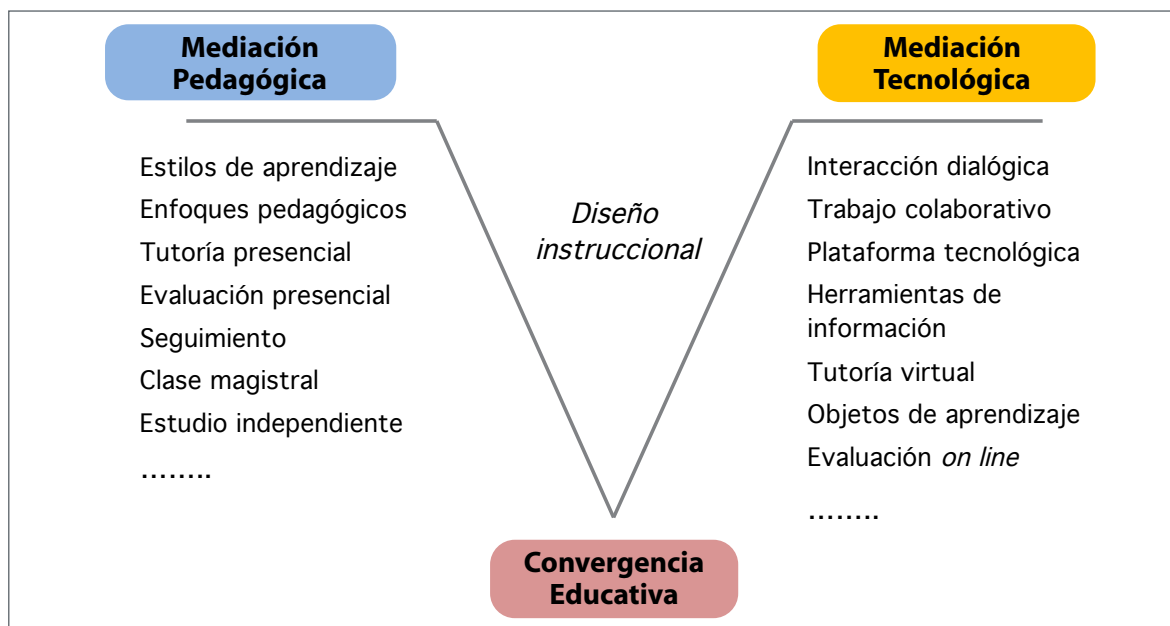 Mediación
Pedagógica
Estilos de aprendizaje
Enfoques pedagógicos
Tutoría presencial
Evaluación presencial
Seguimiento
Clase magistral
Estudio independiente
……..
Diseño
instruccional
Mediación
Tecnológica
Interacción dialógica
Trabajo colaborativo
Plataforma tecnológica
Herramientas de
información
Tutoría virtual
Objetos de aprendizaje
Evaluación on line
……..
Convergencia
Educativa